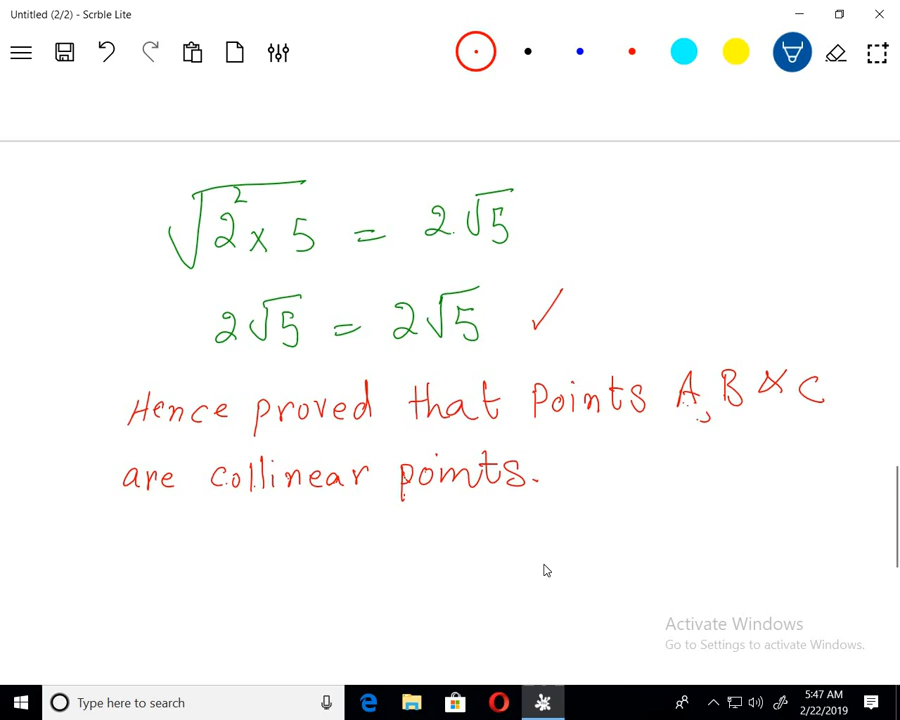 Untitled (2/2) - Scrble Lite
√2² × 5 = 2.√5
2√5 = 2√5 ✓
Hence proved that Points A, B & C
are collinear points.
Activate Windows
Go to Settings to activate Windows.
Type here to search
5:47 AM
2/22/2019